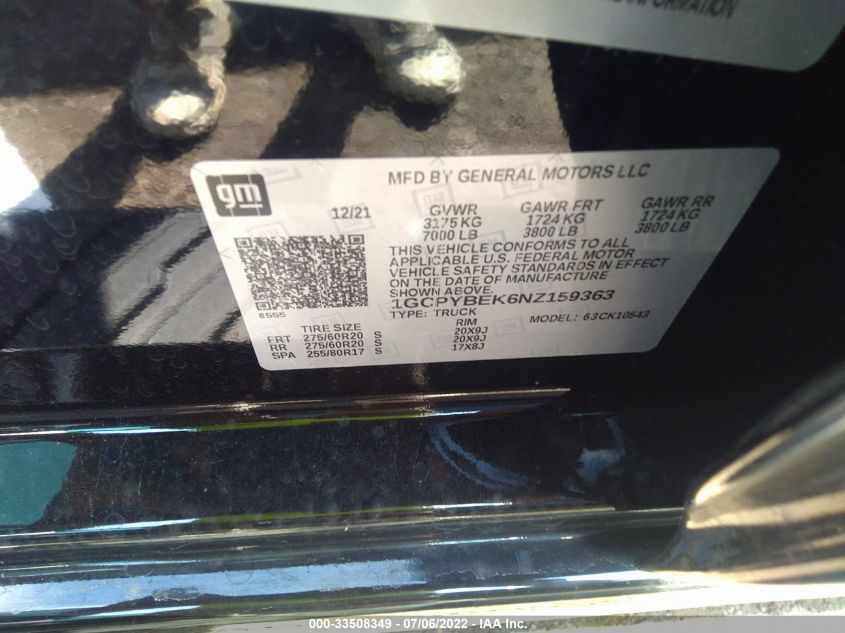 INFORMATION
gm
MFD BY GENERAL MOTORS LLC
12/21 GVWR GAWR FRT GAWR RR
3175 KG 1724 KG 1724 KG
7000 LB 3800 LB 3800 LB
THIS VEHICLE CONFORMS TO ALL
APPLICABLE U.S. FEDERAL MOTOR
VEHICLE SAFETY STANDARDS IN EFFECT
ON THE DATE OF MANUFACTURE
SHOWN ABOVE.
1GCPYBEK6NZ159363
TYPE: TRUCK MODEL: 63CK10543
8555
TIRE SIZE RIM
FRT 275/60R20 S 20X9J
RR 275/60R20 S 20X9J
SPA 255/80R17 S 17X8J
000-33508349 - 07/06/2022 - IAA Inc.